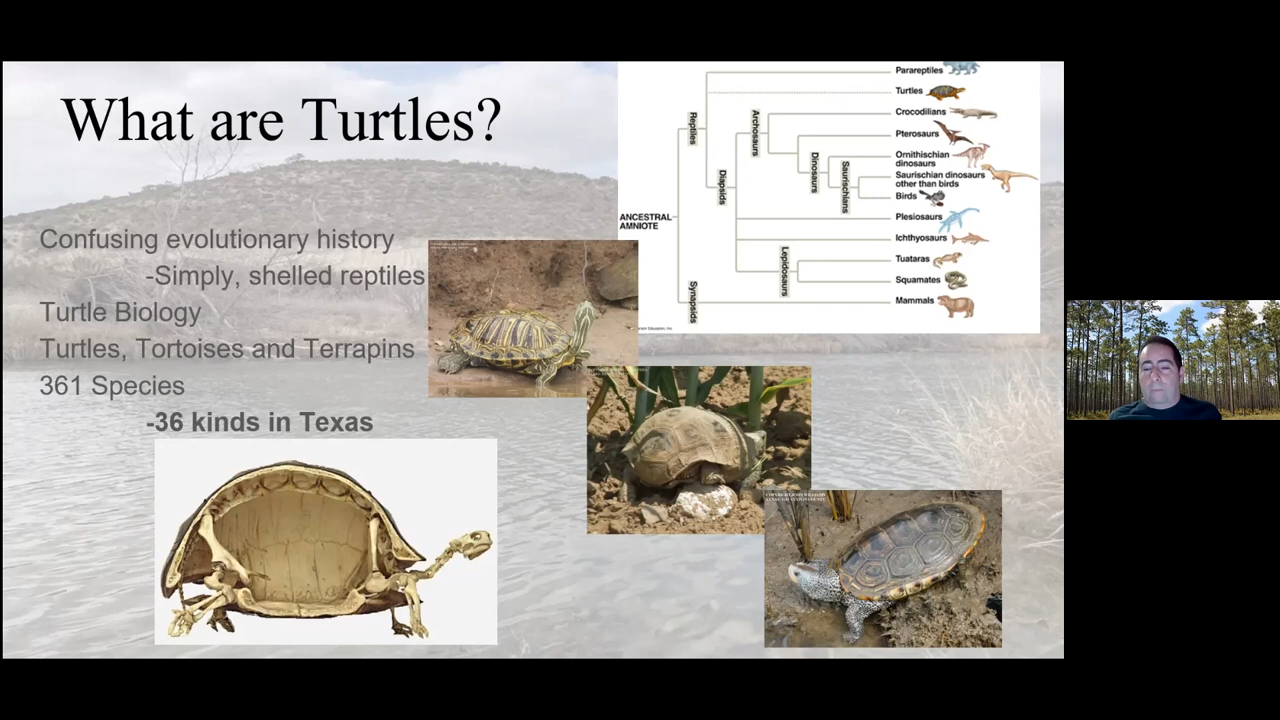 What are Turtles?
Confusing evolutionary history
-Simply, shelled reptiles
Turtle Biology
Turtles, Tortoises and Terrapins
361 Species
-36 kinds in Texas
ANCESTRAL
AMNIOTE
Reptiles
Synapsids
Diapsids
Archosaurs
Lepidosaurs
Dinosaurs
Saurischians
Parareptiles
Turtles
Crocodilians
Pterosaurs
Ornithischian
dinosaurs
Saurischian dinosaurs
other than birds
Birds
Plesiosaurs
Ichthyosaurs
Tuataras
Squamates
Mammals